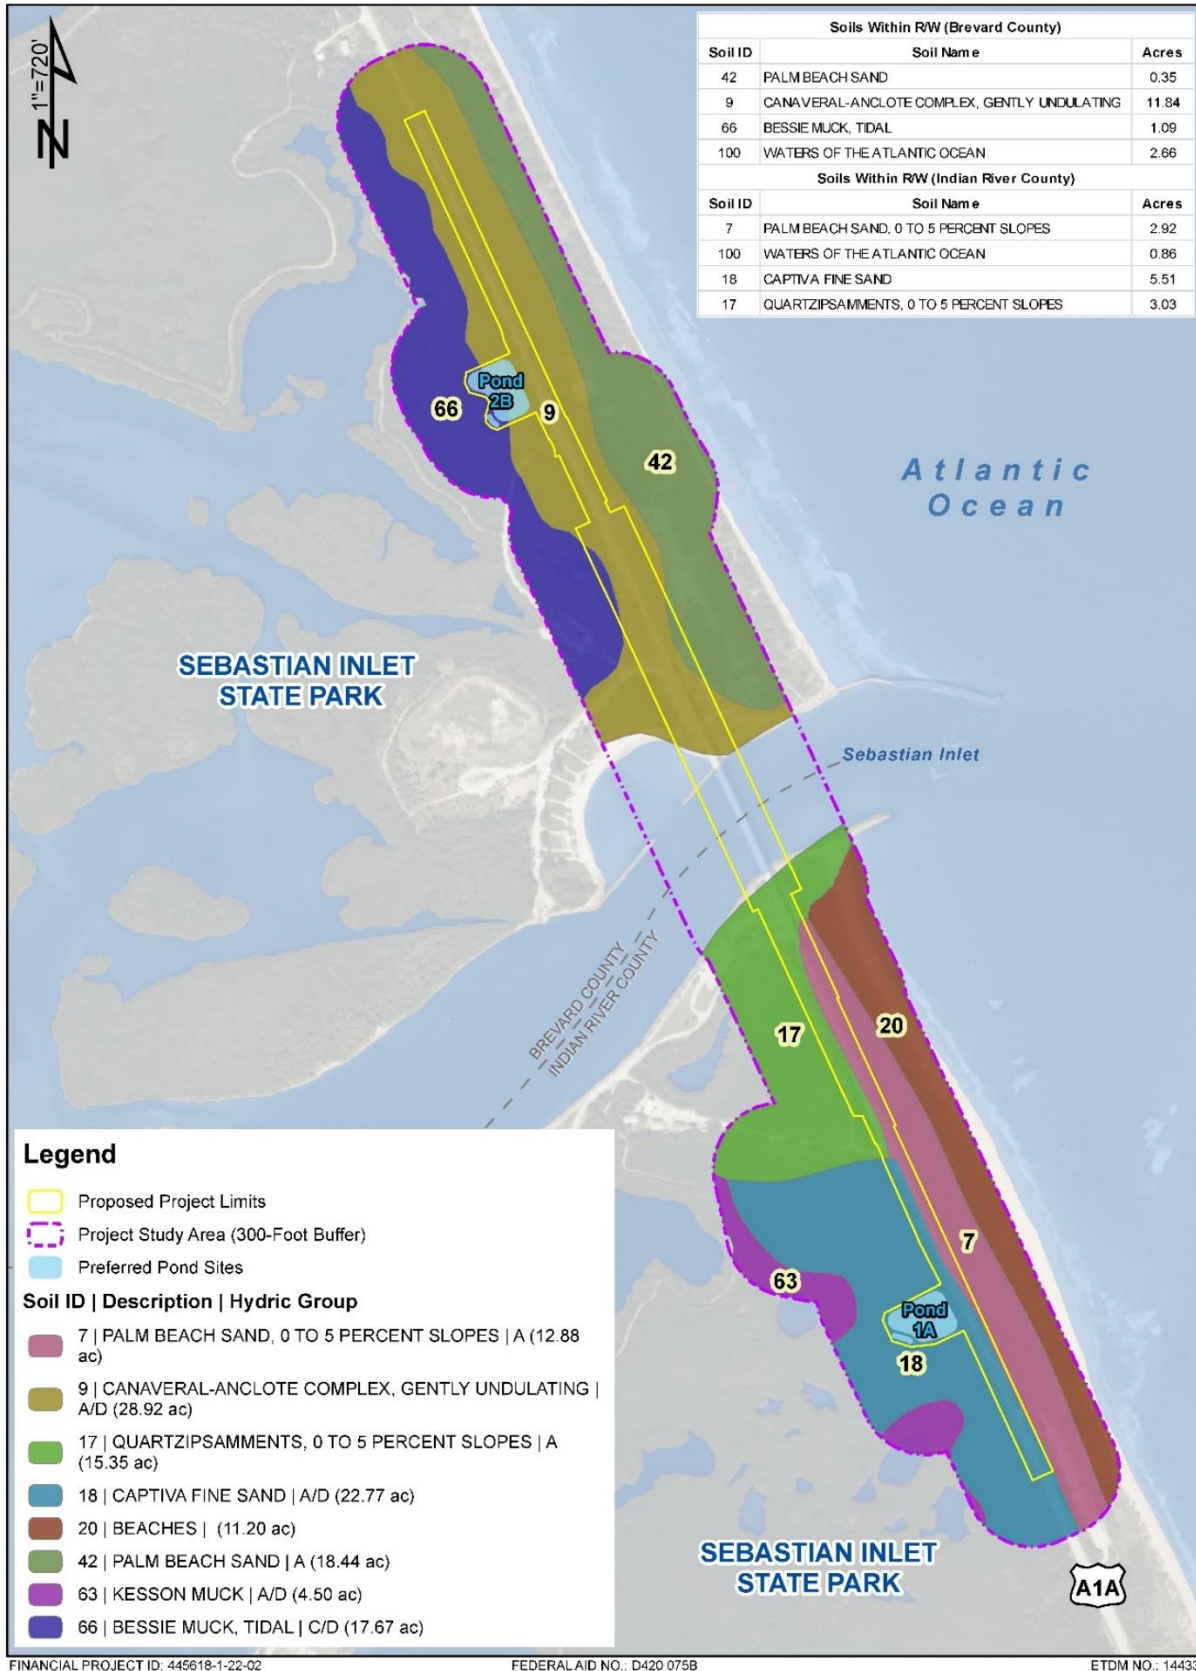 1"=720'
N
Soils Within R/W (Brevard County)
Soil ID Soil Name Acres
42 PALM BEACH SAND 0.35
9 CANAVERAL-ANCLOTE COMPLEX, GENTLY UNDULATING 11.84
66 BESSIE MUCK, TIDAL 1.09
100 WATERS OF THE ATLANTIC OCEAN 2.66
Soils Within R/W (Indian River County)
Soil ID Soil Name Acres
7 PALM BEACH SAND, 0 TO 5 PERCENT SLOPES 2.92
100 WATERS OF THE ATLANTIC OCEAN 0.86
18 CAPTIVA FINE SAND 5.51
17 QUARTZIPSAMMENTS, 0 TO 5 PERCENT SLOPES 3.03
Pond
2B
66
9
42
Atlantic
Ocean
SEBASTIAN INLET
STATE PARK
Sebastian Inlet
BREVARD COUNTY
INDIAN RIVER COUNTY
17
20
7
63
Pond
1A
18
SEBASTIAN INLET
STATE PARK
A1A
Legend
Proposed Project Limits
Project Study Area (300-Foot Buffer)
Preferred Pond Sites
Soil ID | Description | Hydric Group
7 | PALM BEACH SAND, 0 TO 5 PERCENT SLOPES | A (12.88
ac)
9 | CANAVERAL-ANCLOTE COMPLEX, GENTLY UNDULATING |
A/D (28.92 ac)
17 | QUARTZIPSAMMENTS, 0 TO 5 PERCENT SLOPES | A
(15.35 ac)
18 | CAPTIVA FINE SAND | A/D (22.77 ac)
20 | BEACHES | (11.20 ac)
42 | PALM BEACH SAND | A (18.44 ac)
63 | KESSON MUCK | A/D (4.50 ac)
66 | BESSIE MUCK, TIDAL | C/D (17.67 ac)
FINANCIAL PROJECT ID: 445618-1-22-02 FEDERAL AID NO.: D420 075B ETDM NO.: 14433